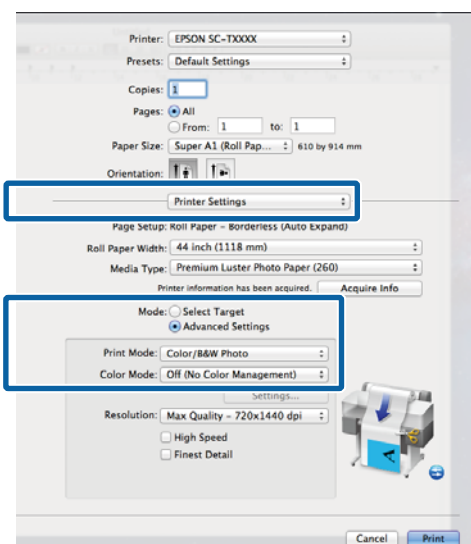 Printer: EPSON SC-TXXXX
Presets: Default Settings
Copies: 1
Pages: All
From: 1 to: 1
Paper Size: Super A1 (Roll Pap... 610 by 914 mm
Orientation:
Printer Settings
Page Setup: Roll Paper – Borderless (Auto Expand)
Roll Paper Width: 44 inch (1118 mm)
Media Type: Premium Luster Photo Paper (260)
Printer information has been acquired. Acquire Info
Mode: Select Target
Advanced Settings
Print Mode: Color/B&W Photo
Color Mode: Off (No Color Management)
Settings...
Resolution: Max Quality – 720x1440 dpi
High Speed
Finest Detail
Cancel Print